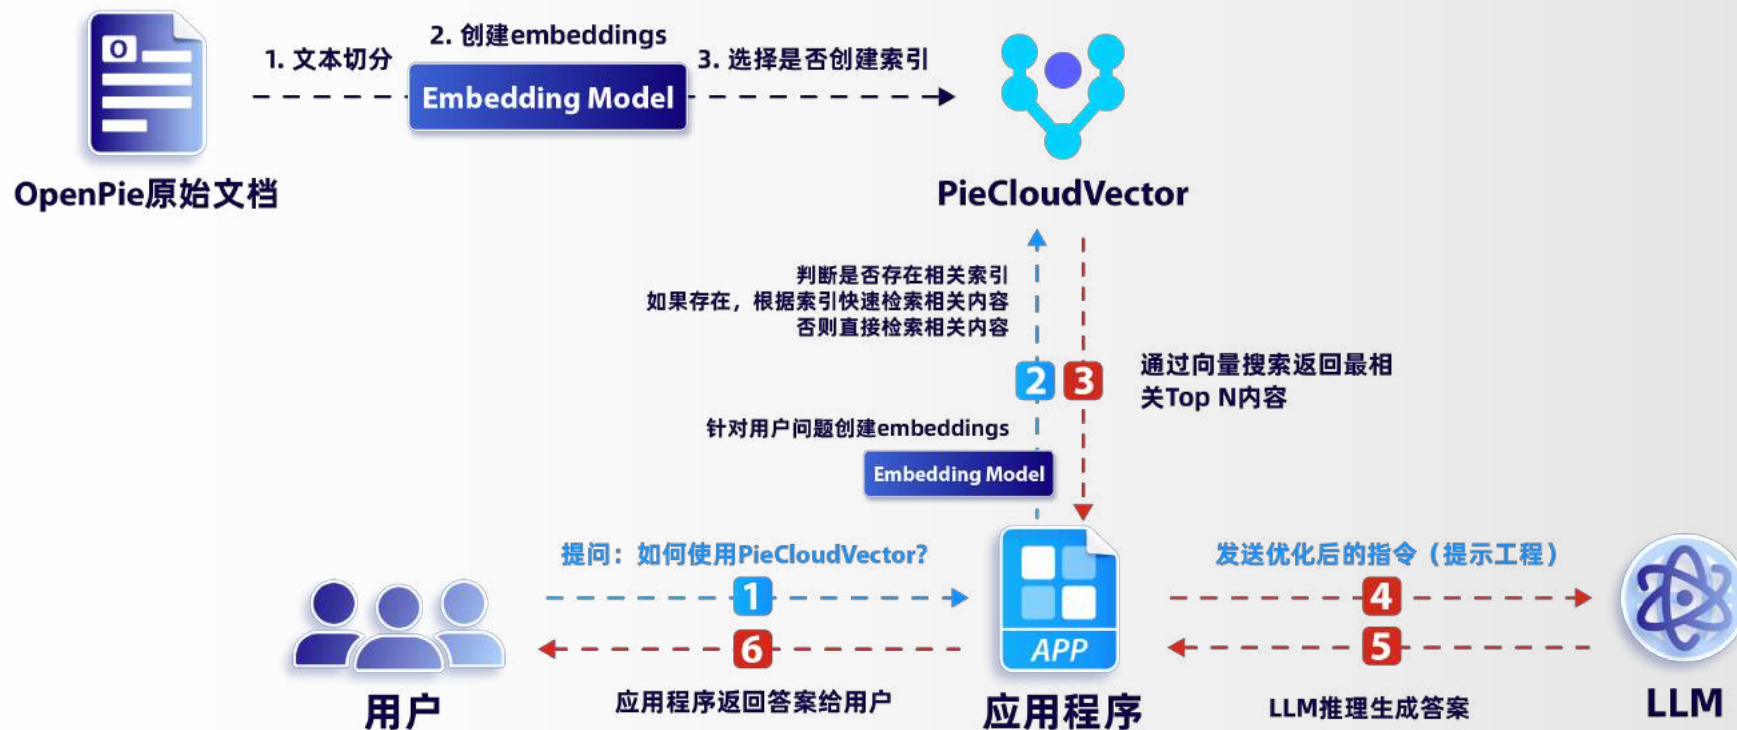 O
1. 文本切分
2. 创建embeddings
Embedding Model
3. 选择是否创建索引
OpenPie原始文档
PieCloudVector
判断是否存在相关索引
如果存在，根据索引快速检索相关内容
否则直接检索相关内容
2
3
通过向量搜索返回最相
关Top N内容
针对用户问题创建embeddings
Embedding Model
提问：如何使用PieCloudVector?
1
6
应用程序返回答案给用户
用户
APP
应用程序
发送优化后的指令（提示工程）
4
5
LLM推理生成答案
LLM